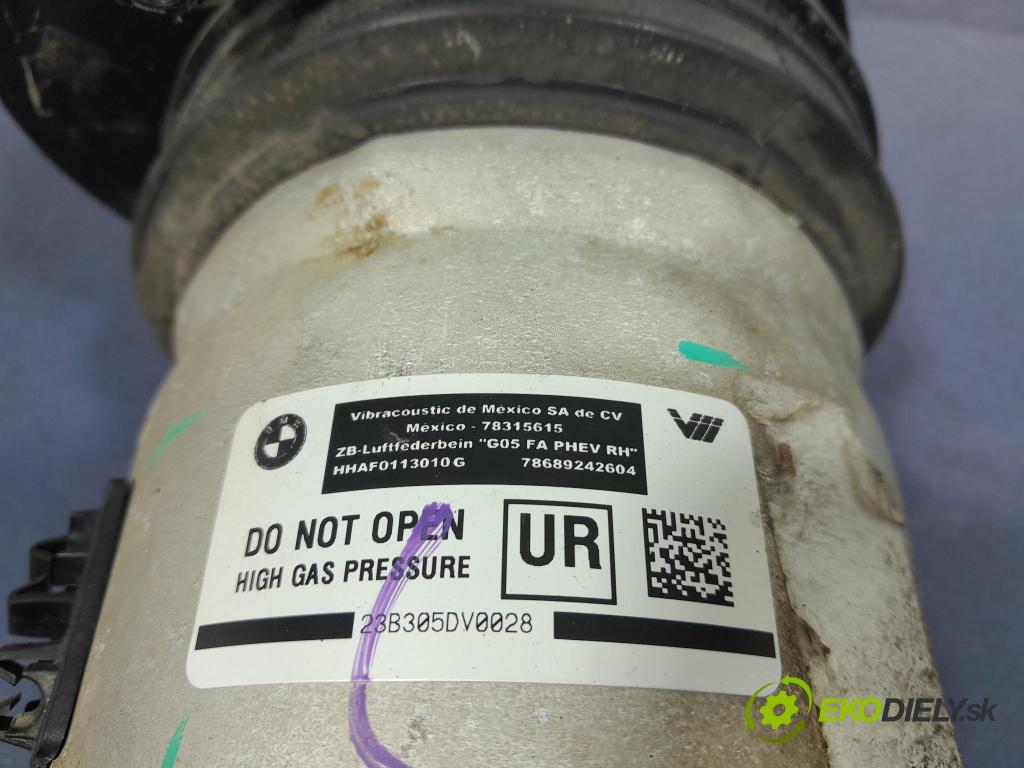 BMW
Vibracoustic de México SA de CV
México - 78315615
ZB-Luftfederbein "G05 FA PHEV RH"
HHAF0113010G 78689242604
DO NOT OPEN
HIGH GAS PRESSURE
UR
23B305DV0028
EKODIELY.sk